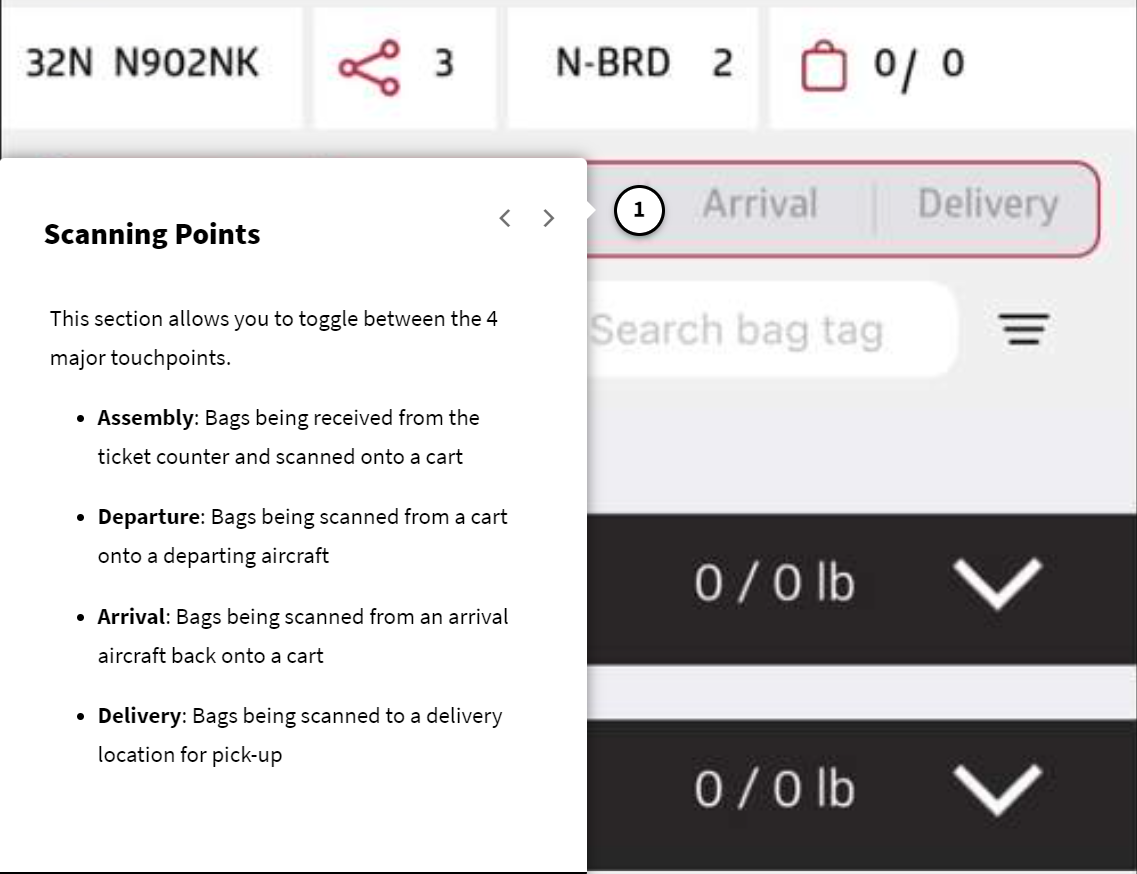 32N N902NK 3 N-BRD 2 0/ 0
1 Arrival Delivery
Scanning Points
Search bag tag
This section allows you to toggle between the 4
major touchpoints.
• Assembly: Bags being received from the
ticket counter and scanned onto a cart
• Departure: Bags being scanned from a cart
onto a departing aircraft
0 / 0 lb
• Arrival: Bags being scanned from an arrival
aircraft back onto a cart
• Delivery: Bags being scanned to a delivery
location for pick-up
0 / 0 lb